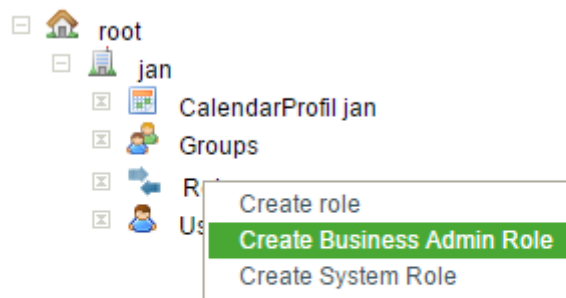 root
jan
CalendarProfil jan
Groups
Create role
Create Business Admin Role
Create System Role